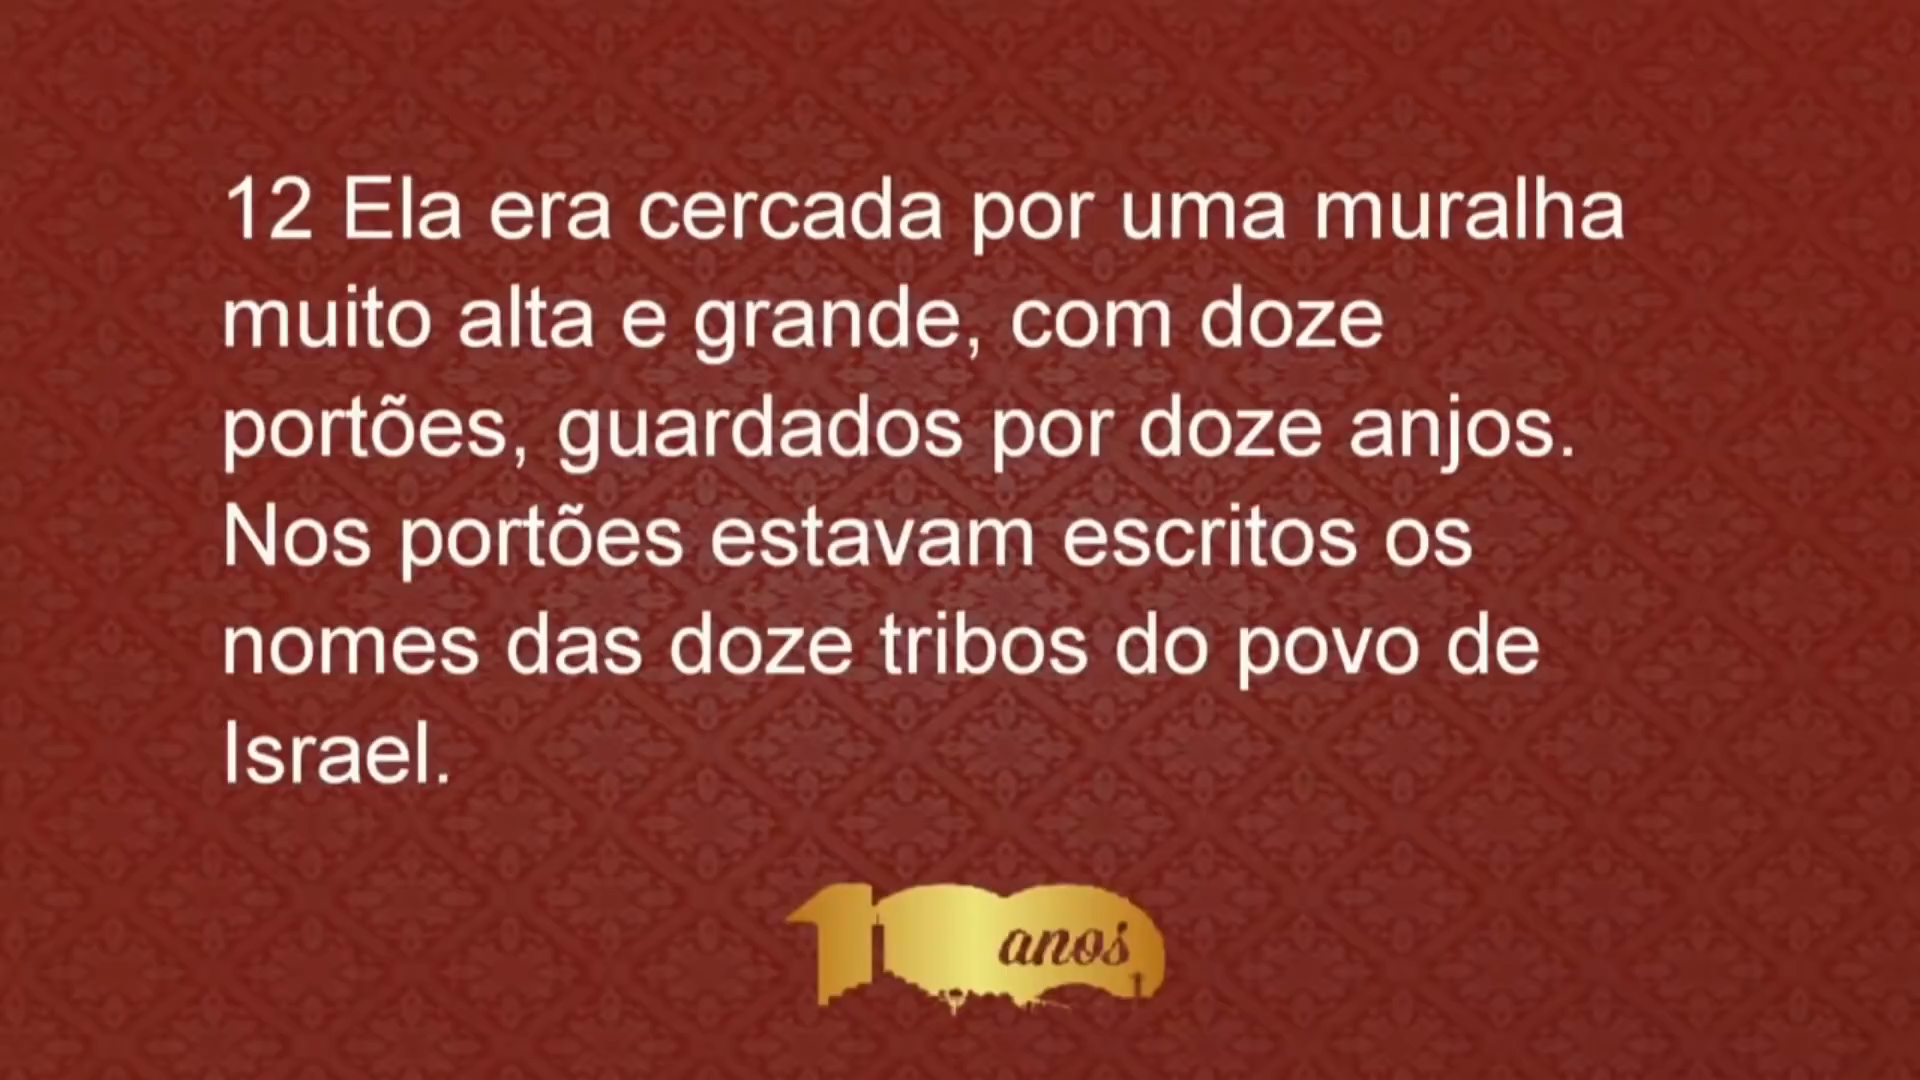 12 Ela era cercada por uma muralha
muito alta e grande, com doze
portões, guardados por doze anjos.
Nos portões estavam escritos os
nomes das doze tribos do povo de
Israel.
100 anos